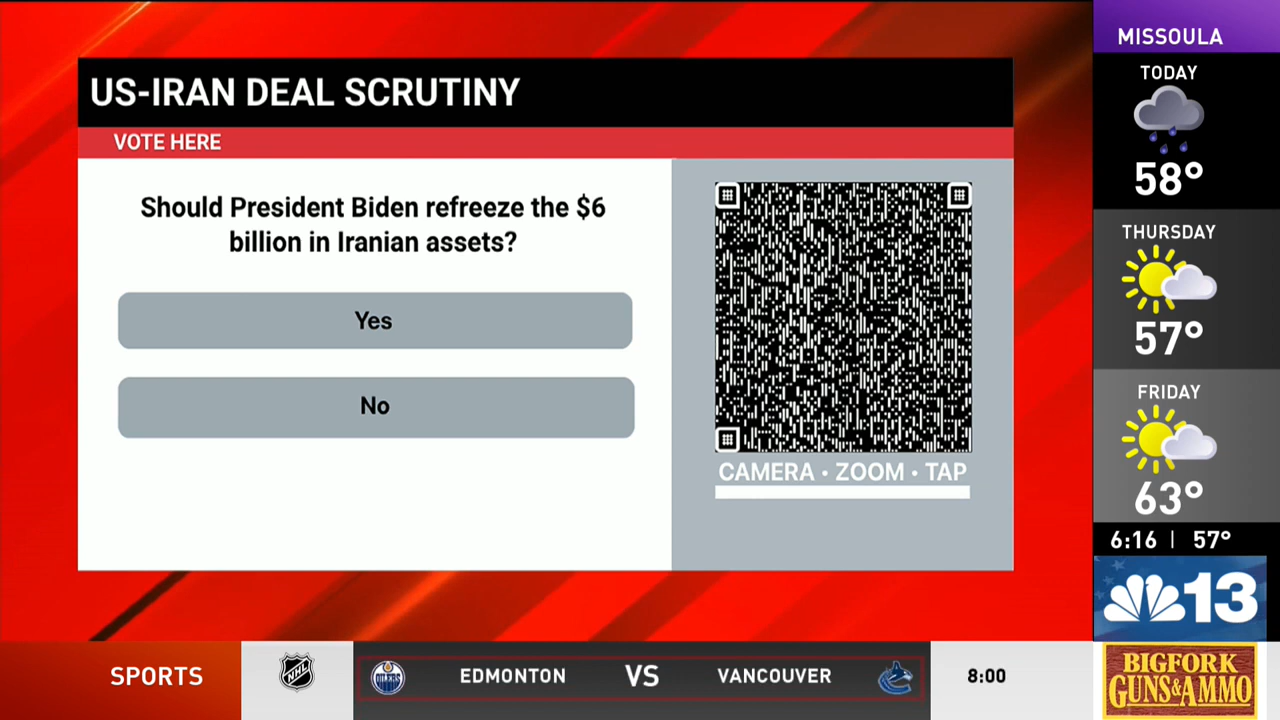 US-IRAN DEAL SCRUTINY
VOTE HERE
Should President Biden refreeze the $6
billion in Iranian assets?
Yes
No
CAMERA • ZOOM • TAP
MISSOULA
TODAY
58°
THURSDAY
57°
FRIDAY
63°
6:16 | 57°
13
SPORTS
NHL
OILERS
EDMONTON
VS
VANCOUVER
8:00
BIGFORK
GUNS & AMMO